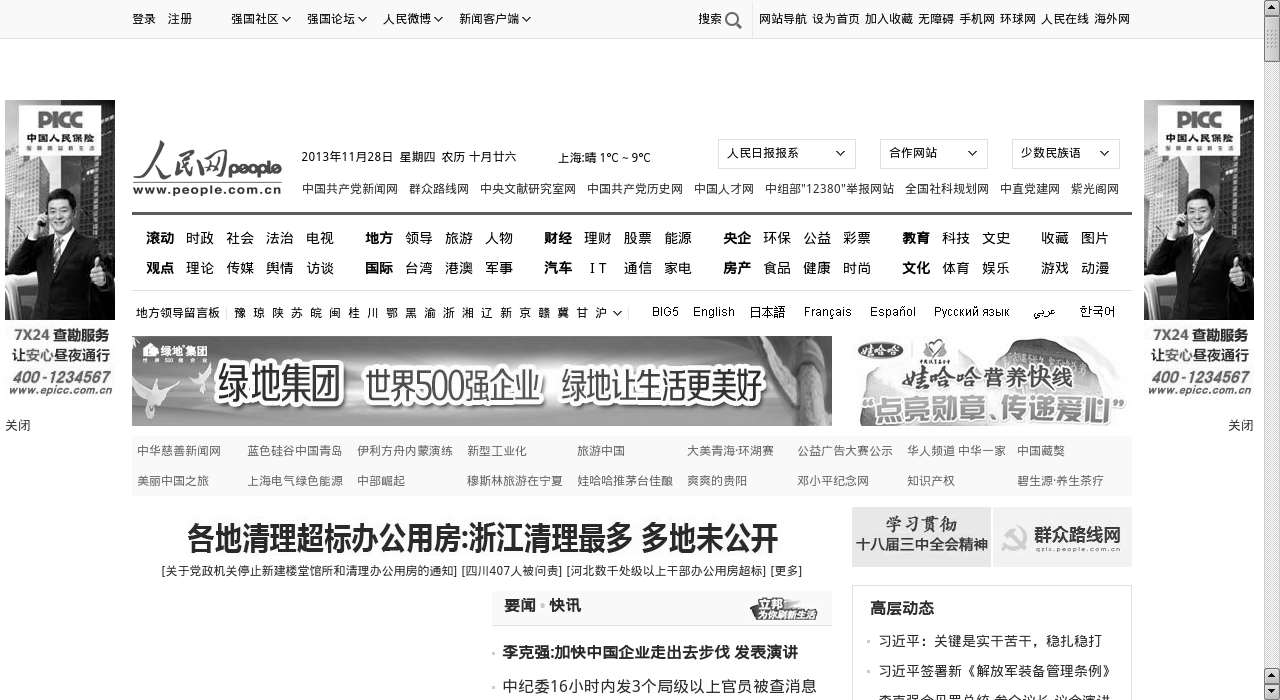 登录 注册 强国社区 强国论坛 人民微博 新闻客户端 搜索 网站导航 设为首页 加入收藏 无障碍 手机网 环球网 人民在线 海外网
PICC
中国人民保险
7X24 查勘服务
让安心昼夜通行
400-1234567
www.epicc.com.cn
关闭
人民网 people
www.people.com.cn
2013年11月28日 星期四 农历 十月廿六 上海:晴 1℃ ~ 9℃
人民日报报系 合作网站 少数民族语
中国共产党新闻网 群众路线网 中央文献研究室网 中国共产党历史网 中国人才网 中组部"12380"举报网站 全国社科规划网 中直党建网 紫光阁网
滚动 时政 社会 法治 电视 地方 领导 旅游 人物 财经 理财 股票 能源 央企 环保 公益 彩票 教育 科技 文史 收藏 图片
观点 理论 传媒 舆情 访谈 国际 台湾 港澳 军事 汽车 I T 通信 家电 房产 食品 健康 时尚 文化 体育 娱乐 游戏 动漫
地方领导留言板 豫 琼 陕 苏 皖 闽 桂 川 鄂 黑 渝 浙 湘 辽 新 京 赣 冀 甘 沪 BIG5 English 日本語 Français Español Русский язык عربي 한국어
绿地集团
世界500强企业
绿地集团 世界500强企业 绿地让生活更美好
娃哈哈
娃哈哈营养快线
“点亮勋章、传递爱心”
中华慈善新闻网 蓝色硅谷中国青岛 伊利方舟内蒙演练 新型工业化 旅游中国 大美青海·环湖赛 公益广告大赛公示 华人频道 中华一家 中国藏獒
美丽中国之旅 上海电气绿色能源 中部崛起 穆斯林旅游在宁夏 娃哈哈推茅台佳酿 爽爽的贵阳 邓小平纪念网 知识产权 碧生源·养生茶疗
各地清理超标办公用房:浙江清理最多 多地未公开
[关于党政机关停止新建楼堂馆所和清理办公用房的通知] [四川407人被问责] [河北数千处级以上干部办公用房超标] [更多]
要闻 快讯
立邦
为你刷新生活
李克强:加快中国企业走出去步伐 发表演讲
中纪委16小时内发3个局级以上官员被查消息
学习贯彻
十八届三中全会精神
群众路线网
qzlx.people.com.cn
高层动态
习近平：关键是实干苦干，稳扎稳打
习近平签署新《解放军装备管理条例》
PICC
中国人民保险
7X24 查勘服务
让安心昼夜通行
400-1234567
www.epicc.com.cn
关闭